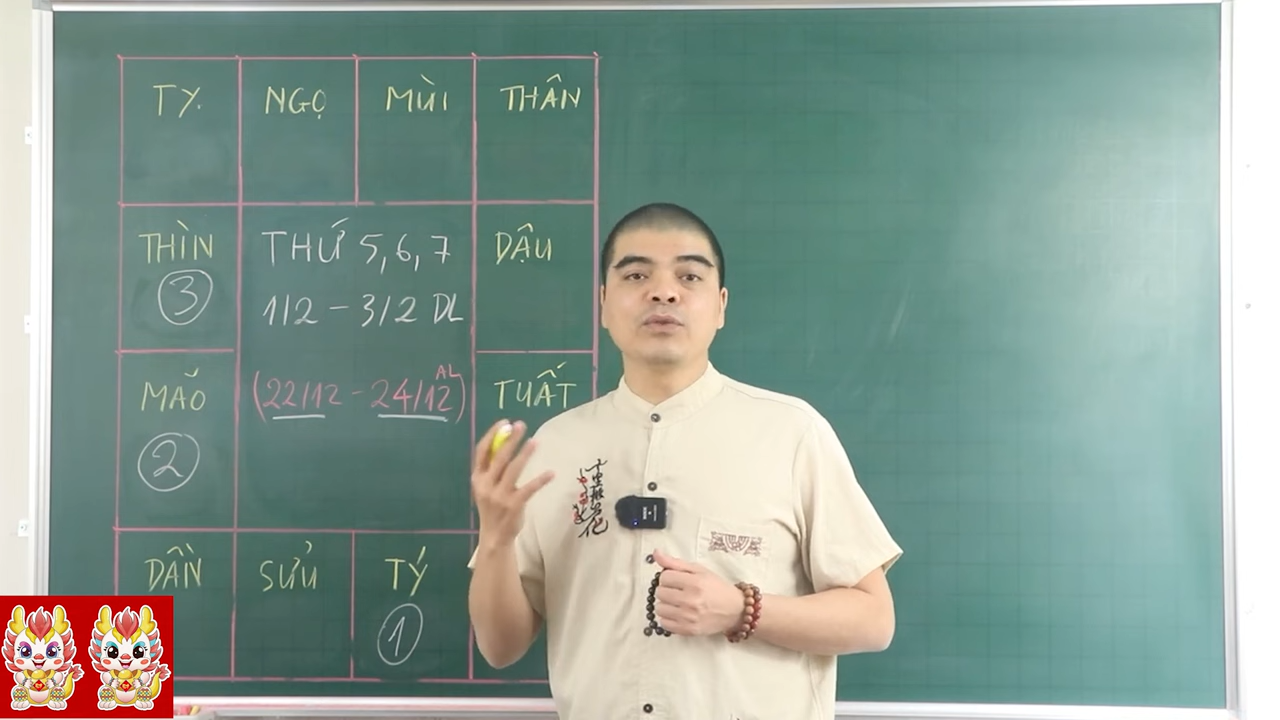 TY.
NGỌ
MÙI
THÂN
THÌN
3
THỨ 5,6,7
1/2 - 3/2 DL
DẬU
MÃO
2
(22/12 - 24/12) AL
TUẤT
DẦN
SỬU
TÝ
1